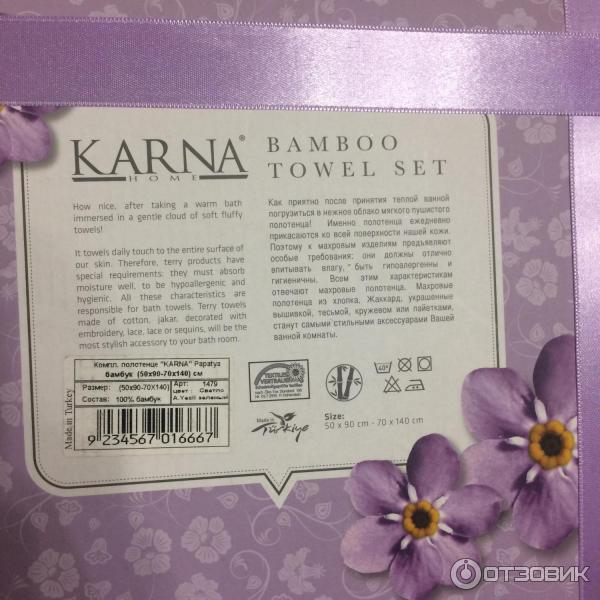 KARNA®
HOME
BAMBOO
TOWEL SET
How nice, after taking a warm bath
immersed in a gentle cloud of soft fluffy
towels!
It towels daily touch to the entire surface of
our skin. Therefore, terry products have
special requirements: they must absorb
moisture well, to be hypoallergenic and
hygienic. All these characteristics are
responsible for bath towels. Terry towels
made of cotton, jakar, decorated with
embroidery, lace, lace or sequins, will be the
most stylish accessory to your bath room.
Как приятно после принятия теплой ванной
погрузиться в нежное облако мягкого пушистого
полотенца! Именно полотенца ежедневно
прикасаются ко всей поверхности нашей кожи.
Поэтому к махровым изделиям предъявляют
особые требования: они должны отлично
впитывать влагу, " быть гипоалергенны и
гигиеничны. Всем этим характеристикам
отвечают махровые полотенца. Махровые
полотенца из хлопка, Жаккард, украшенные
вышивкой, тесьмой, кружевом или пайетками,
станут самыми стильными аксессуарами Вашей
ванной комнаты.
Made in Turkey
Компл. полотенце "KARNA" Papatya
бамбук (50x90-70x140) см
Размер: (50x90-70X140) Арт: 1479
Состав: 100% бамбук цвет: Светло
A.Yesil зеленый
9 234567 016667
TEXTILES
VERTRAUEN
Made in
Türkiye
40°
Size:
50 x 90 cm - 70 x 140 cm
ОТЗОВИК